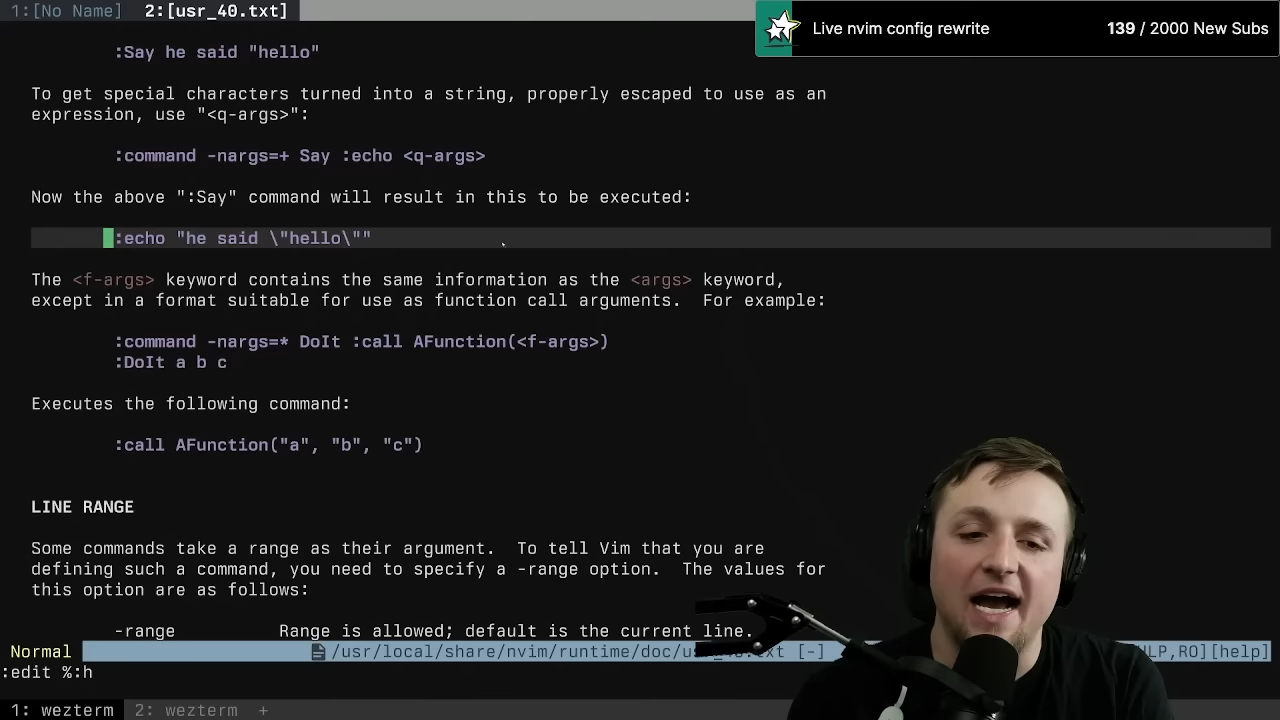 1:[No Name]  2:[usr_40.txt]
Live nvim config rewrite
139 / 2000 New Subs
:Say he said "hello"
To get special characters turned into a string, properly escaped to use as an
expression, use "<q-args>":
:command -nargs=+ Say :echo <q-args>
Now the above ":Say" command will result in this to be executed:
:echo "he said \"hello\""
The <f-args> keyword contains the same information as the <args> keyword,
except in a format suitable for use as function call arguments.  For example:
:command -nargs=* DoIt :call AFunction(<f-args>)
:DoIt a b c
Executes the following command:
:call AFunction("a", "b", "c")
LINE RANGE
Some commands take a range as their argument.  To tell Vim that you are
defining such a command, you need to specify a -range option.  The values for
this option are as follows:
-range          Range is allowed; default is the current line.
Normal  /usr/local/share/nvim/runtime/doc/ [-]  RO][help]
:edit %:h
1: wezterm  2: wezterm  +